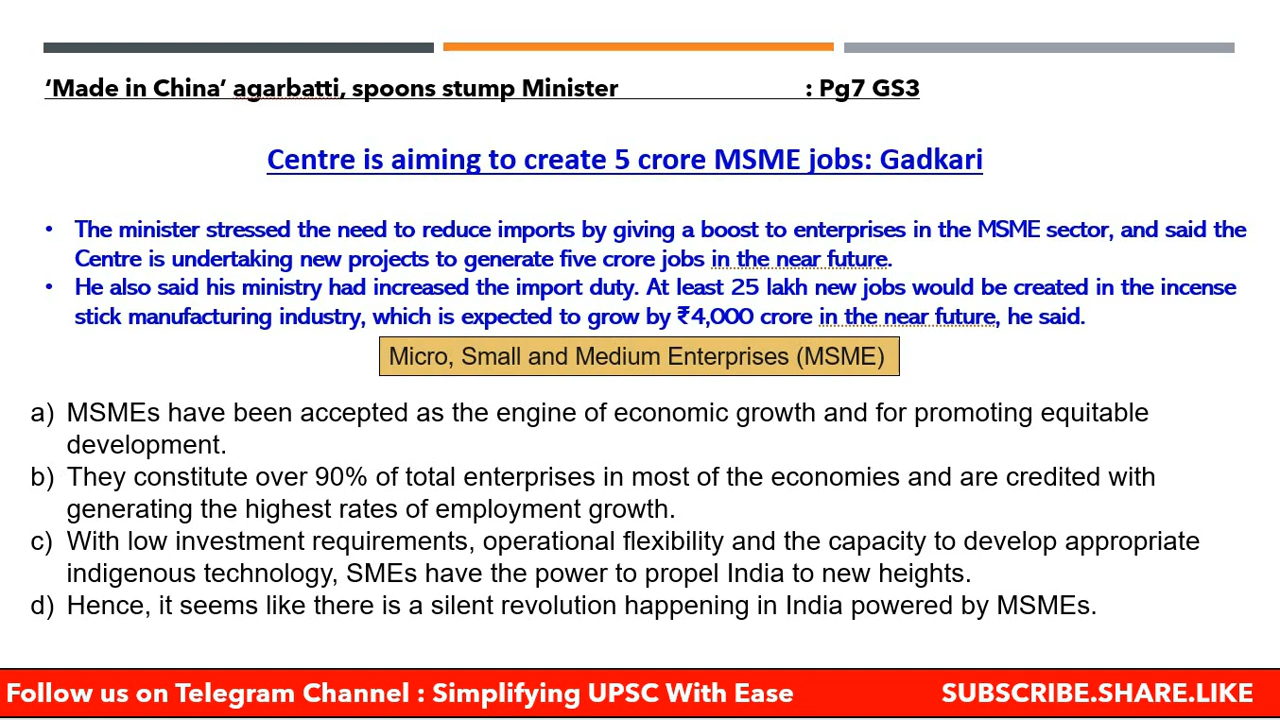 ‘Made in China’ agarbatti, spoons stump Minister : Pg7 GS3
Centre is aiming to create 5 crore MSME jobs: Gadkari
• The minister stressed the need to reduce imports by giving a boost to enterprises in the MSME sector, and said the
Centre is undertaking new projects to generate five crore jobs in the near future.
• He also said his ministry had increased the import duty. At least 25 lakh new jobs would be created in the incense
stick manufacturing industry, which is expected to grow by ₹4,000 crore in the near future, he said.
Micro, Small and Medium Enterprises (MSME)
a) MSMEs have been accepted as the engine of economic growth and for promoting equitable
development.
b) They constitute over 90% of total enterprises in most of the economies and are credited with
generating the highest rates of employment growth.
c) With low investment requirements, operational flexibility and the capacity to develop appropriate
indigenous technology, SMEs have the power to propel India to new heights.
d) Hence, it seems like there is a silent revolution happening in India powered by MSMEs.
Follow us on Telegram Channel : Simplifying UPSC With Ease SUBSCRIBE.SHARE.LIKE